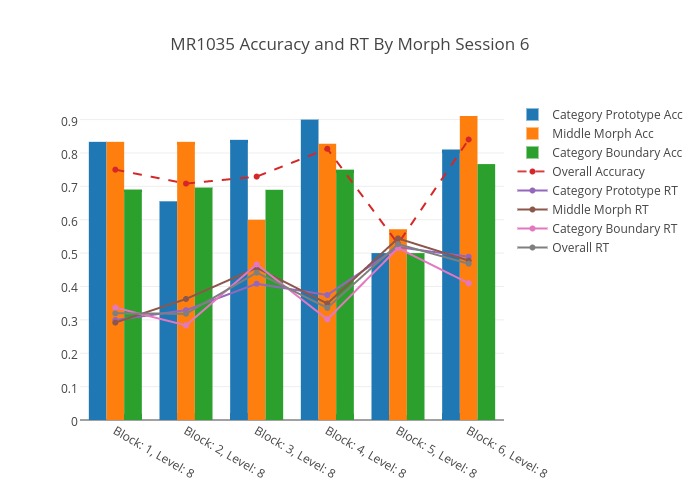 MR1035 Accuracy and RT By Morph Session 6
0.9
0.8
0.7
0.6
0.5
0.4
0.3
0.2
0.1
0
Block: 1, Level: 8
Block: 2, Level: 8
Block: 3, Level: 8
Block: 4, Level: 8
Block: 5, Level: 8
Block: 6, Level: 8
Category Prototype Acc
Middle Morph Acc
Category Boundary Acc
Overall Accuracy
Category Prototype RT
Middle Morph RT
Category Boundary RT
Overall RT